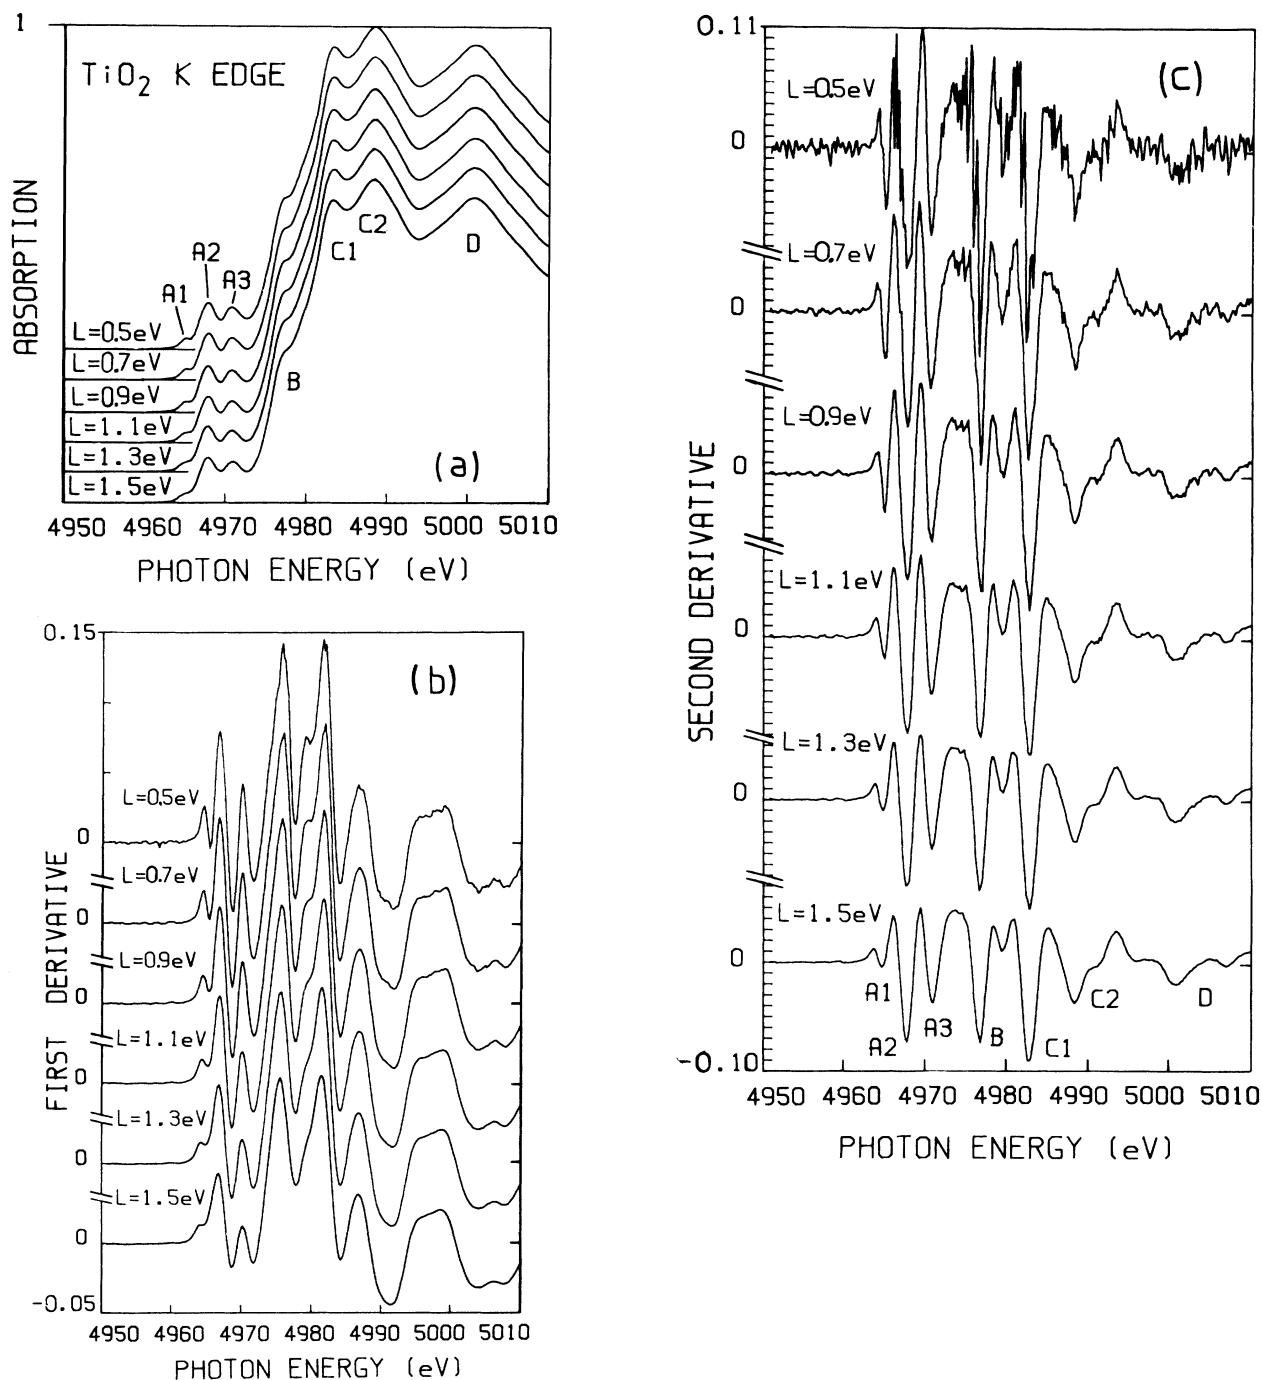 1
TiO2 K EDGE
ABSORPTION
A1
A2
A3
B
C1
C2
D
L=0.5eV
L=0.7eV
L=0.9eV
L=1.1eV
L=1.3eV
L=1.5eV
(a)
4950 4960 4970 4980 4990 5000 5010
PHOTON ENERGY (eV)
0.15
(b)
FIRST DERIVATIVE
L=0.5eV
0
L=0.7eV
0
L=0.9eV
0
L=1.1eV
0
L=1.3eV
0
L=1.5eV
0
-0.05
4950 4960 4970 4980 4990 5000 5010
PHOTON ENERGY (eV)
0.11
(c)
SECOND DERIVATIVE
L=0.5eV
0
L=0.7eV
0
L=0.9eV
0
L=1.1eV
0
L=1.3eV
0
L=1.5eV
0
A1
A2
A3
B
C1
C2
D
-0.10
4950 4960 4970 4980 4990 5000 5010
PHOTON ENERGY (eV)